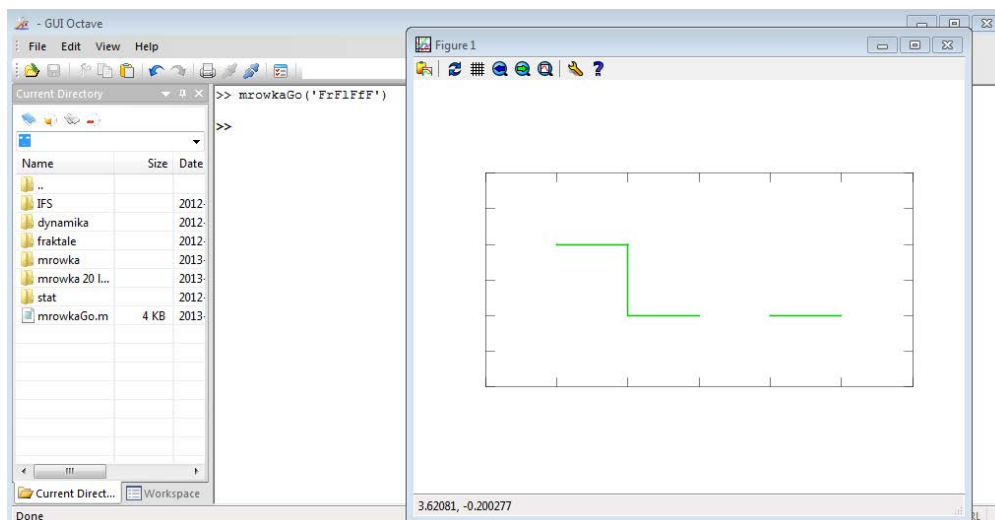 - GUI Octave
File Edit View Help
Current Directory
Name Size Date
..
IFS 2012-
dynamika 2012-
fraktale 2012-
mrowka 2013-
mrowka 20 l... 2013-
stat 2012-
mrowkaGo.m 4 KB 2013-
Current Direct... Workspace
Done
>> mrowkaGo('FrFlFfF')
>>
Figure 1
3.62081, -0.200277